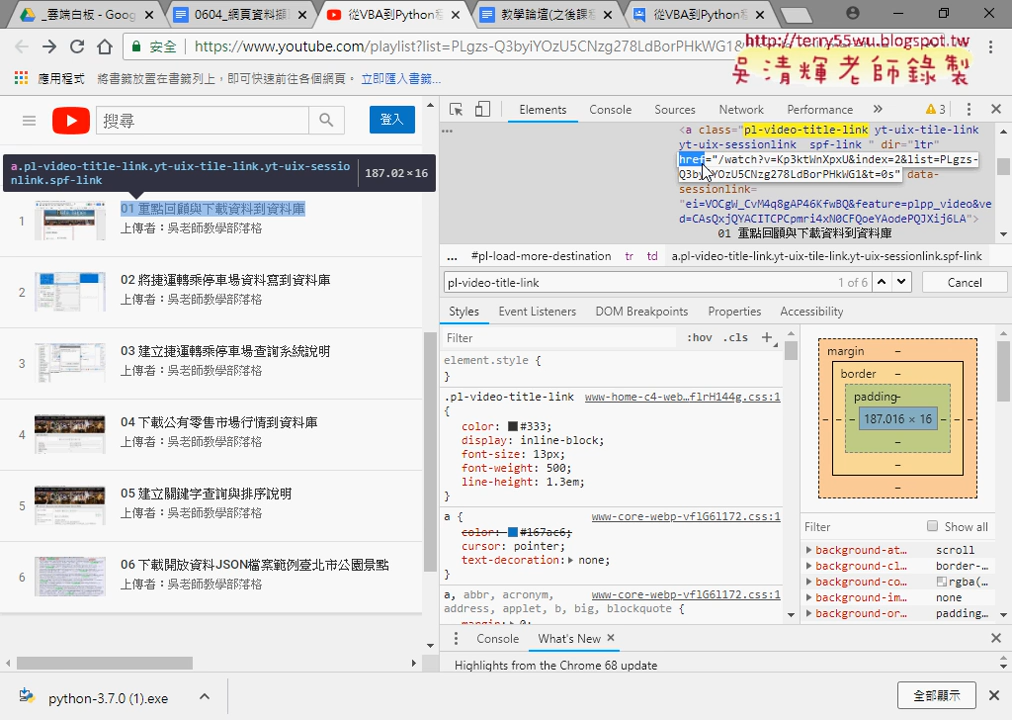 _雲端白板 - Goog
0604_網頁資料擷
從VBA到Python程
教學論壇(之後課
從VBA到Python程
安全
https://www.youtube.com/playlist?list=PLgzs-Q3byiYOzU5CNzg278LdBorPHkWG1&
http://terry55wu.blogspot.tw
吳清輝老師錄製
應用程式
將書籤放置在書籤列上，即可快速前往各個網頁。
立即匯入書籤...
搜尋
登入
a.pl-video-title-link.yt-uix-tile-link.yt-uix-sessio
nlink.spf-link
187.02×16
1
01 重點回顧與下載資料到資料庫
上傳者：吳老師教學部落格
2
02 將捷運轉乘停車場資料寫到資料庫
上傳者：吳老師教學部落格
3
03 建立捷運轉乘停車場查詢系統說明
上傳者：吳老師教學部落格
4
04 下載公有零售市場行情到資料庫
上傳者：吳老師教學部落格
5
05 建立關鍵字查詢與排序說明
上傳者：吳老師教學部落格
6
06 下載開放資料JSON檔案範例臺北市公園景點
上傳者：吳老師教學部落格
Elements
Console
Sources
Network
Performance
»
3
...
<a class="pl-video-title-link yt-uix-tile-link
yt-uix-sessionlink  spf-link " dir="ltr"
href="/watch?v=Kp3ktWnXpxU&index=2&list=PLgzs-
Q3byiYOzU5CNzg278LdBorPHkWG1&t=0s" data-
sessionlink=
"ei=VOCgW_CvM4q8gAP46Kfw8Q&feature=plpp_video&ve
d=CAsQxjQYACITCPCpmri4xN0CFQoeYAodePQJXij6LA">
01 重點回顧與下載資料到資料庫
... #pl-load-more-destination tr td a.pl-video-title-link.yt-uix-tile-link.yt-uix-sessionlink.spf-link
pl-video-title-link
1 of 6
Cancel
Styles
Event Listeners
DOM Breakpoints
Properties
Accessibility
Filter
:hov
.cls
+
element.style {
}
.pl-video-title-link
www-home-c4-web…flrH144g.css:1
{
color: #333;
display: inline-block;
font-size: 13px;
font-weight: 500;
line-height: 1.3em;
}
a {
www-core-webp-vflG6l172.css:1
color: #167ac6;
cursor: pointer;
text-decoration: none;
}
a, abbr, acronym,
www-core-webp-vflG6l172.css:1
address, applet, b, big, blockquote {
margin: 0;
margin
–
border
–
padding
–
187.016 × 16
–
–
–
Filter
Show all
background-at…
scroll
background-cl…
border-…
background-co…
rgba(…
background-im…
none
background-or…
padding…
Console
What's New
Highlights from the Chrome 68 update
python-3.7.0 (1).exe
全部顯示